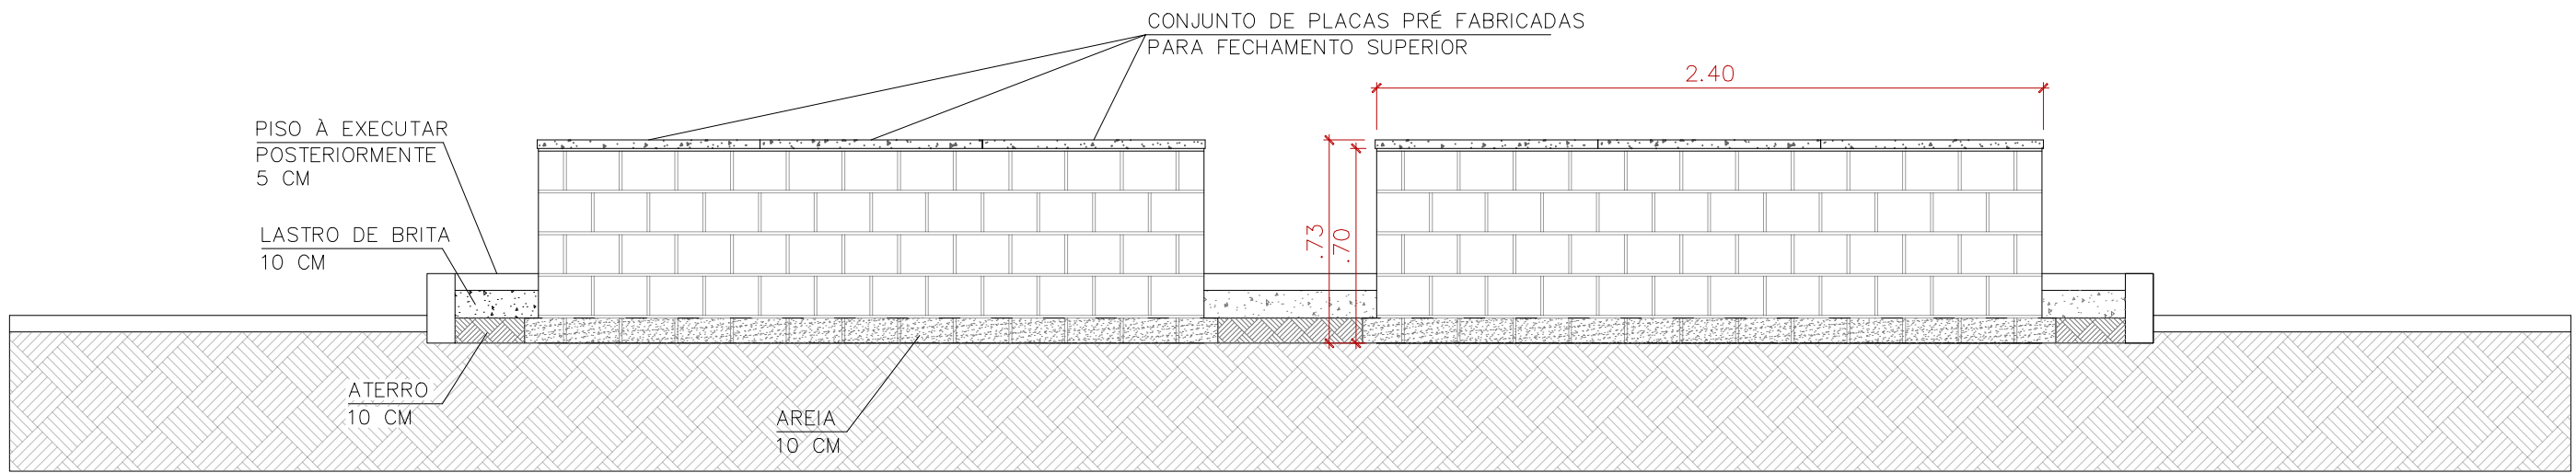 CONJUNTO DE PLACAS PRÉ FABRICADAS
PARA FECHAMENTO SUPERIOR
2.40
PISO À EXECUTAR
POSTERIORMENTE
5 CM
LASTRO DE BRITA
10 CM
.73
.70
ATERRO
10 CM
AREIA
10 CM